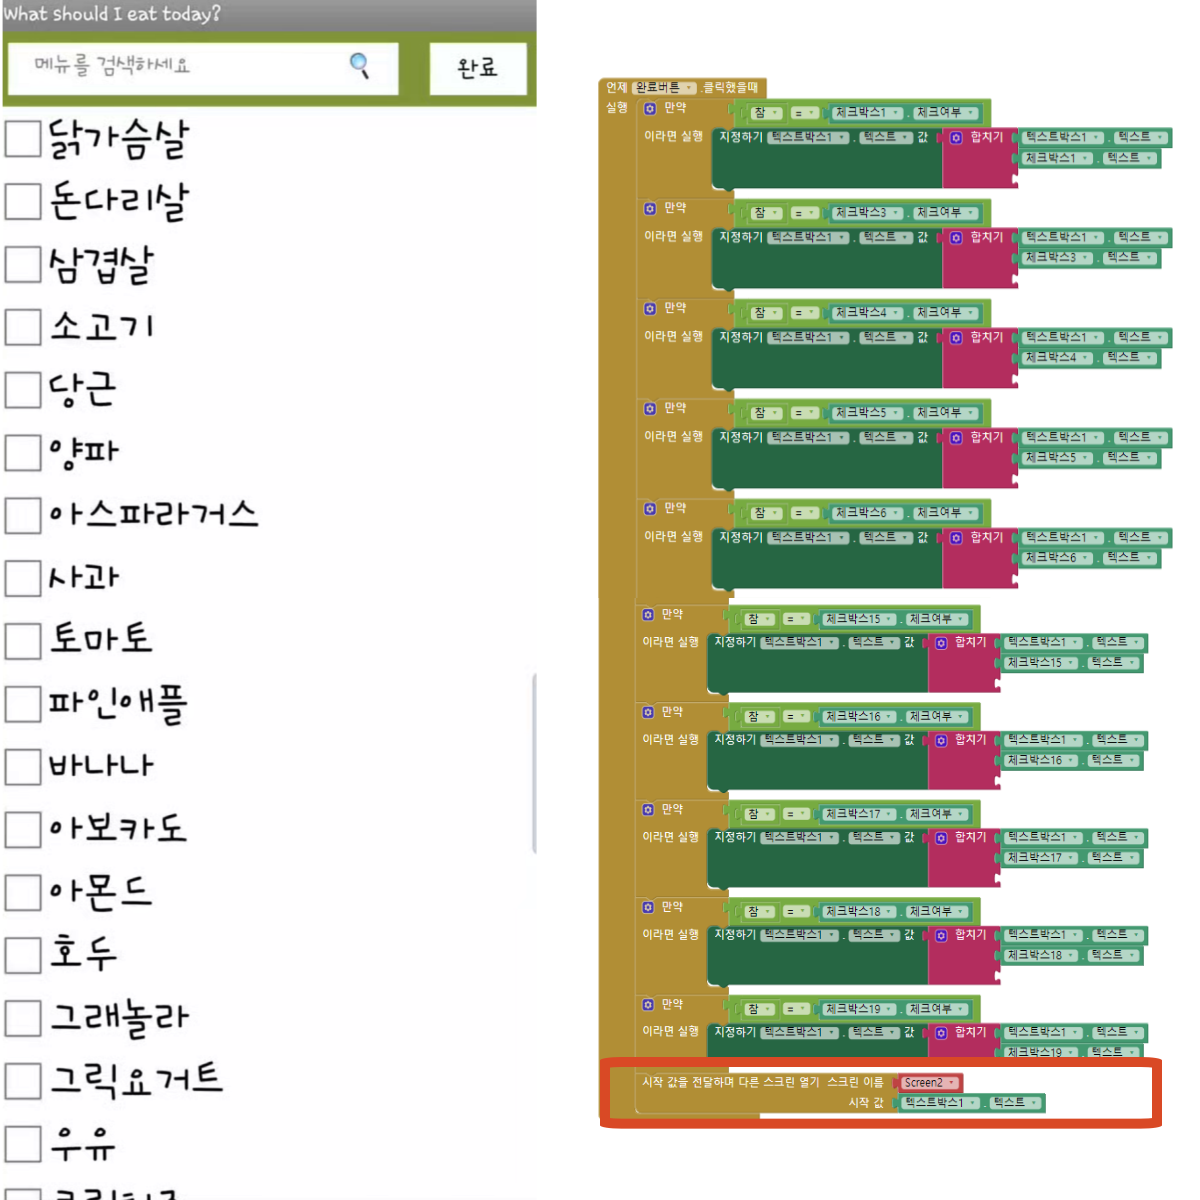 What should I eat today?
메뉴를 검색하세요
완료
닭가슴살
돈다리살
삼겹살
소고기
당근
양파
아스파라거스
사과
토마토
파인애플
바나나
아보카도
아몬드
호두
그래놀라
그릭요거트
우유
언제 완료버튼 .클릭했을때
실행 만약 참 = 체크박스1 . 체크여부
이라면 실행 지정하기 텍스트박스1 . 텍스트 값 합치기 텍스트박스1 . 텍스트
체크박스1 . 텍스트
만약 참 = 체크박스3 . 체크여부
이라면 실행 지정하기 텍스트박스1 . 텍스트 값 합치기 텍스트박스1 . 텍스트
체크박스3 . 텍스트
만약 참 = 체크박스4 . 체크여부
이라면 실행 지정하기 텍스트박스1 . 텍스트 값 합치기 텍스트박스1 . 텍스트
체크박스4 . 텍스트
만약 참 = 체크박스5 . 체크여부
이라면 실행 지정하기 텍스트박스1 . 텍스트 값 합치기 텍스트박스1 . 텍스트
체크박스5 . 텍스트
만약 참 = 체크박스6 . 체크여부
이라면 실행 지정하기 텍스트박스1 . 텍스트 값 합치기 텍스트박스1 . 텍스트
체크박스6 . 텍스트
만약 참 = 체크박스15 . 체크여부
이라면 실행 지정하기 텍스트박스1 . 텍스트 값 합치기 텍스트박스1 . 텍스트
체크박스15 . 텍스트
만약 참 = 체크박스16 . 체크여부
이라면 실행 지정하기 텍스트박스1 . 텍스트 값 합치기 텍스트박스1 . 텍스트
체크박스16 . 텍스트
만약 참 = 체크박스17 . 체크여부
이라면 실행 지정하기 텍스트박스1 . 텍스트 값 합치기 텍스트박스1 . 텍스트
체크박스17 . 텍스트
만약 참 = 체크박스18 . 체크여부
이라면 실행 지정하기 텍스트박스1 . 텍스트 값 합치기 텍스트박스1 . 텍스트
체크박스18 . 텍스트
만약 참 = 체크박스19 . 체크여부
이라면 실행 지정하기 텍스트박스1 . 텍스트 값 합치기 텍스트박스1 . 텍스트
체크박스19 . 텍스트
시작 값을 전달하며 다른 스크린 열기 스크린 이름 Screen2
시작 값 텍스트박스1 . 텍스트